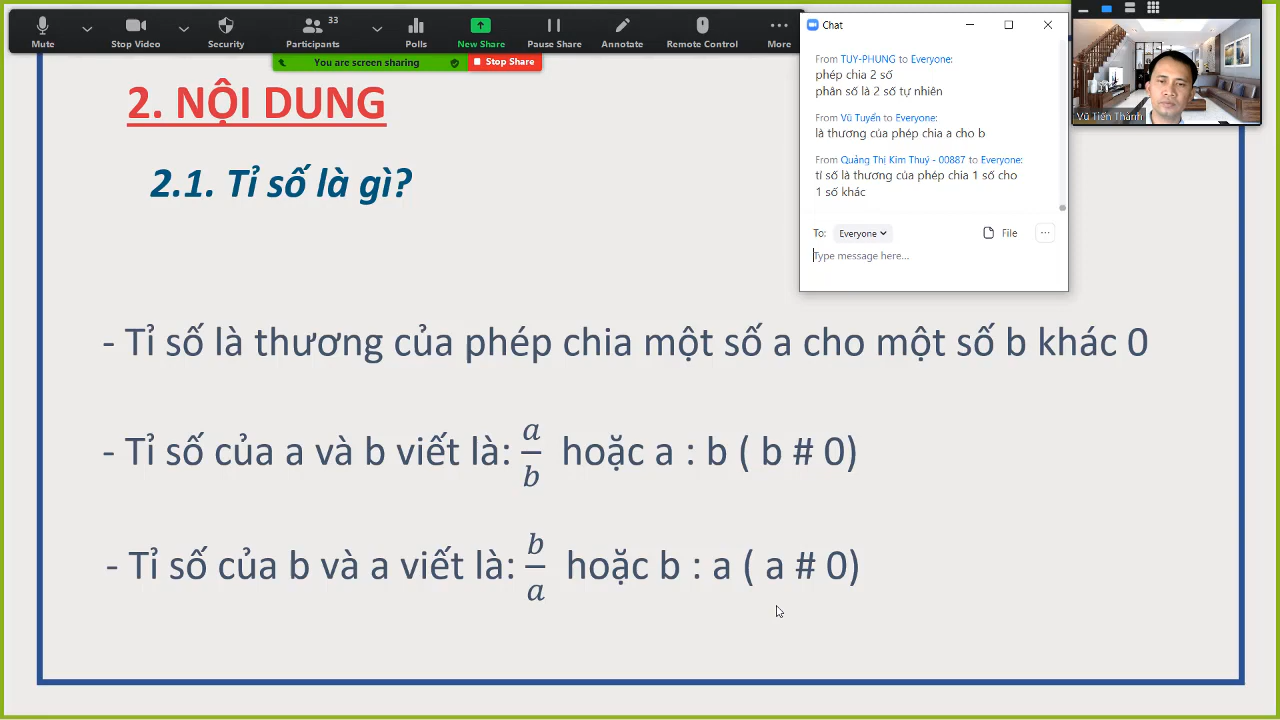 Mute
Stop Video
Security
Participants
33
Polls
New Share
Pause Share
Annotate
Remote Control
More
You are screen sharing
Stop Share
Chat
From TUY-PHUNG to Everyone:
phép chia 2 số
phân số là 2 số tự nhiên
From Vũ Tuyển to Everyone:
là thương của phép chia a cho b
From Quảng Thị Kim Thuý - 00887 to Everyone:
tỉ số là thương của phép chia 1 số cho
1 số khác
To: Everyone
File
Type message here...
Vũ Tiến Thành
2. NỘI DUNG
2.1. Tỉ số là gì?
- Tỉ số là thương của phép chia một số a cho một số b khác 0
- Tỉ số của a và b viết là: a/b hoặc a : b ( b # 0)
- Tỉ số của b và a viết là: b/a hoặc b : a ( a # 0)